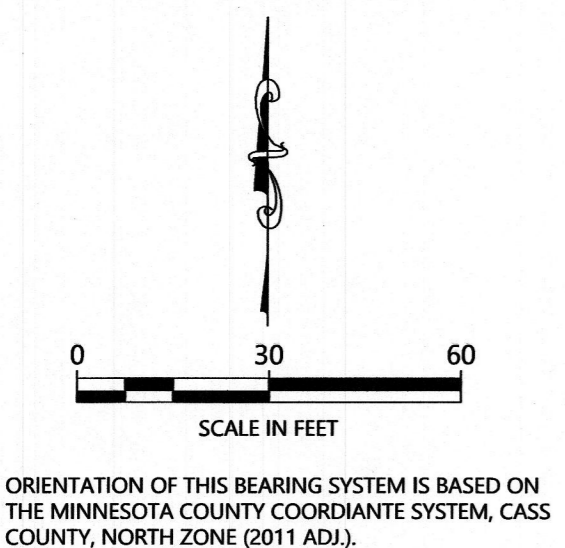 0 30 60
SCALE IN FEET
ORIENTATION OF THIS BEARING SYSTEM IS BASED ON
THE MINNESOTA COUNTY COORDIANTE SYSTEM, CASS
COUNTY, NORTH ZONE (2011 ADJ.).